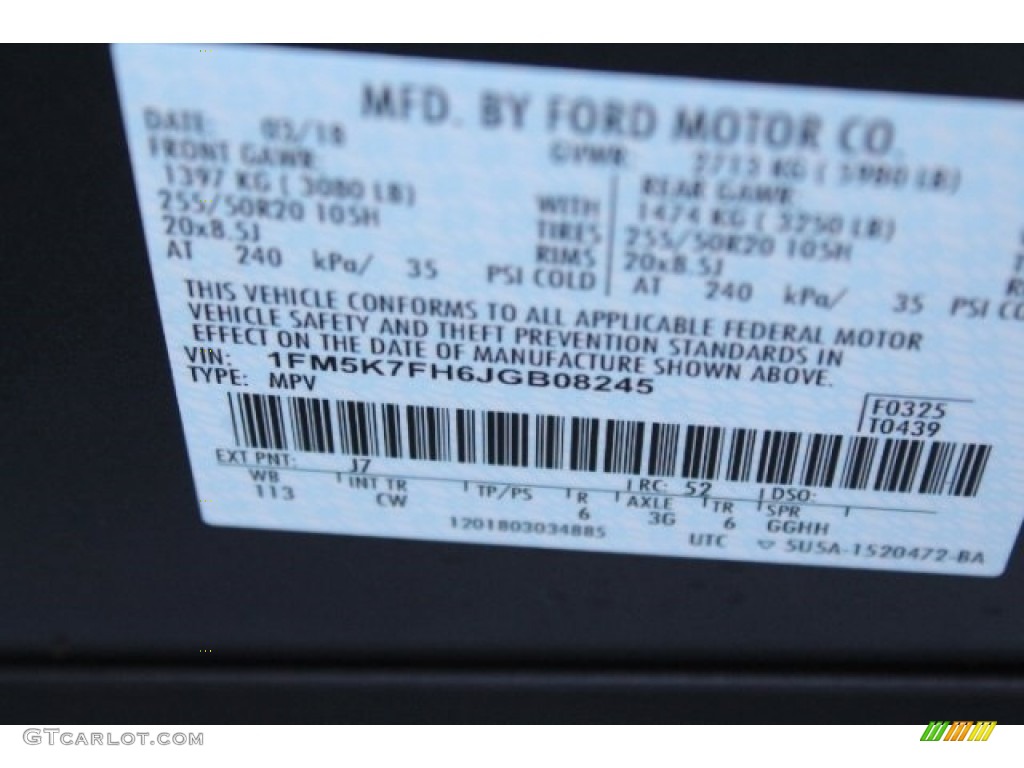 MFD. BY FORD MOTOR CO.
DATE: 03/18 GVWR: 2713 KG ( 5980 LB)
FRONT GAWR: REAR GAWR:
1397 KG ( 3080 LB) WITH 1474 KG ( 3250 LB)
255/50R20 105H TIRES 255/50R20 105H
20x8.5J RIMS 20x8.5J
AT 240 kPa/ 35 PSI COLD AT 240 kPa/ 35 PSI CO
THIS VEHICLE CONFORMS TO ALL APPLICABLE FEDERAL MOTOR
VEHICLE SAFETY AND THEFT PREVENTION STANDARDS IN
EFFECT ON THE DATE OF MANUFACTURE SHOWN ABOVE.
VIN: 1FM5K7FH6JGB08245
TYPE: MPV
F0325
T0439
EXT PNT: J7 RC: 52 DSO:
WB INT TR TP/PS R AXLE TR SPR
113 CW 6 3G 6 GGHH
1201803034885 UTC ▽ SU5A-1520472-BA
GTCarlot.com